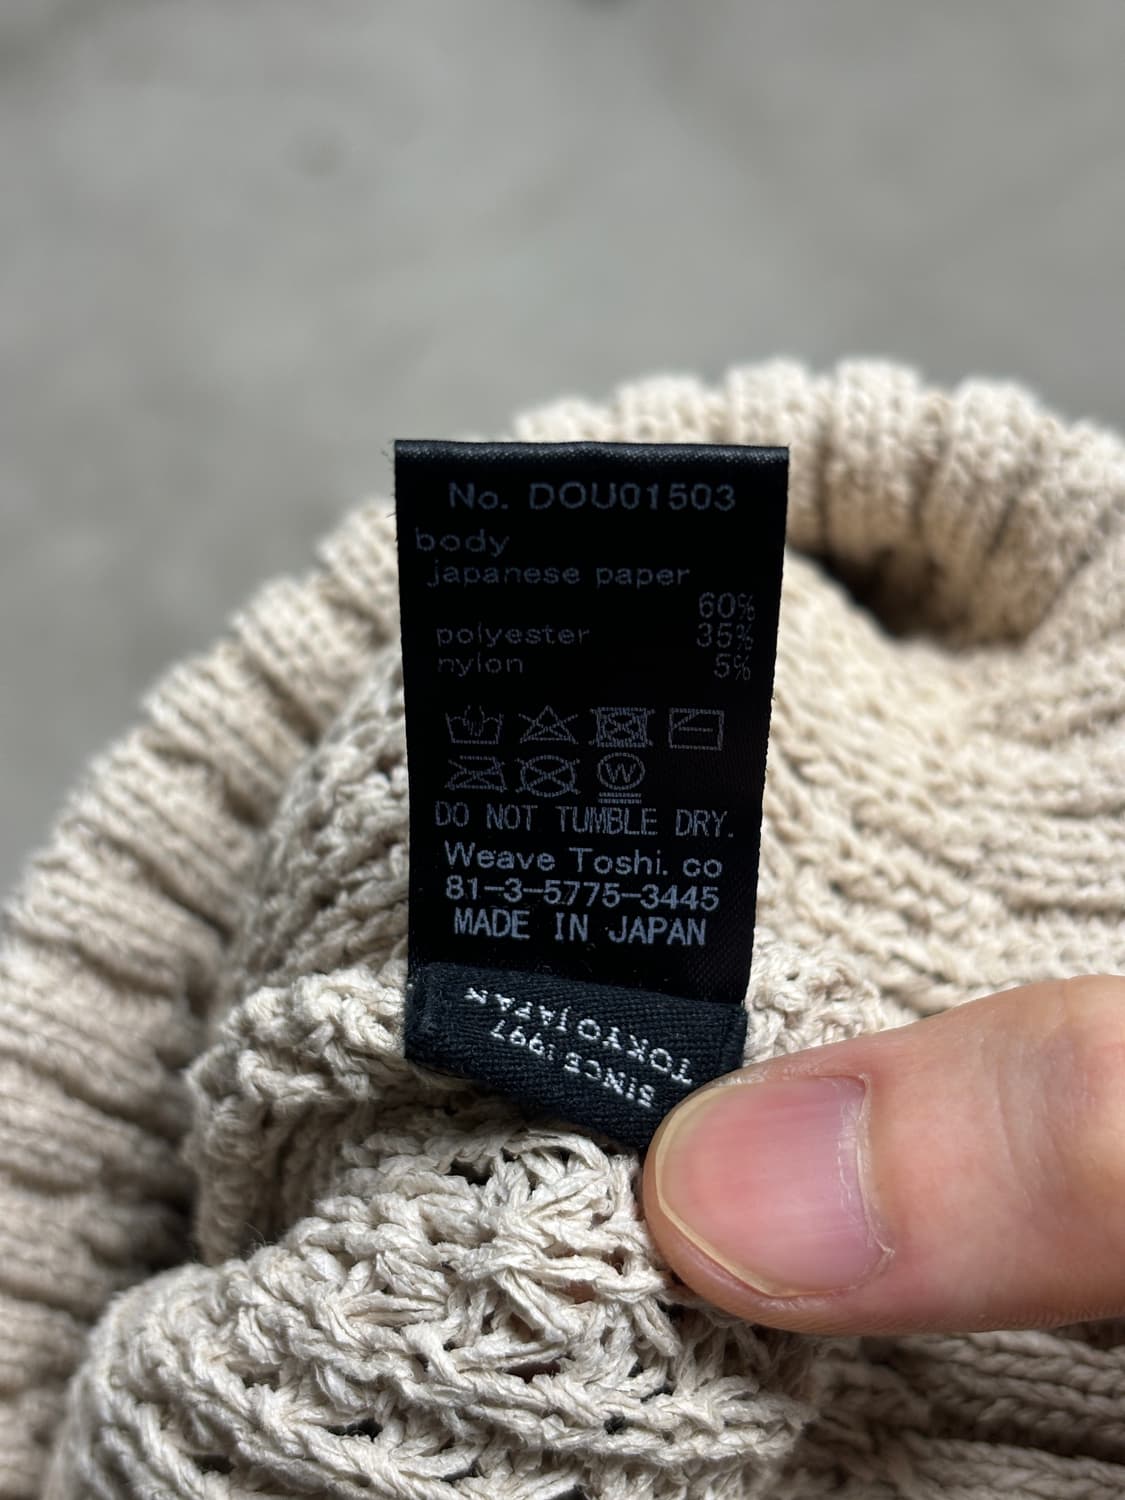 No. DOU01503
body
japanese paper
60%
polyester 35%
nylon 5%
W
DO NOT TUMBLE DRY.
Weave Toshi. co
81-3-5775-3445
MADE IN JAPAN
SINCE 1997
TOKYO JAPAN